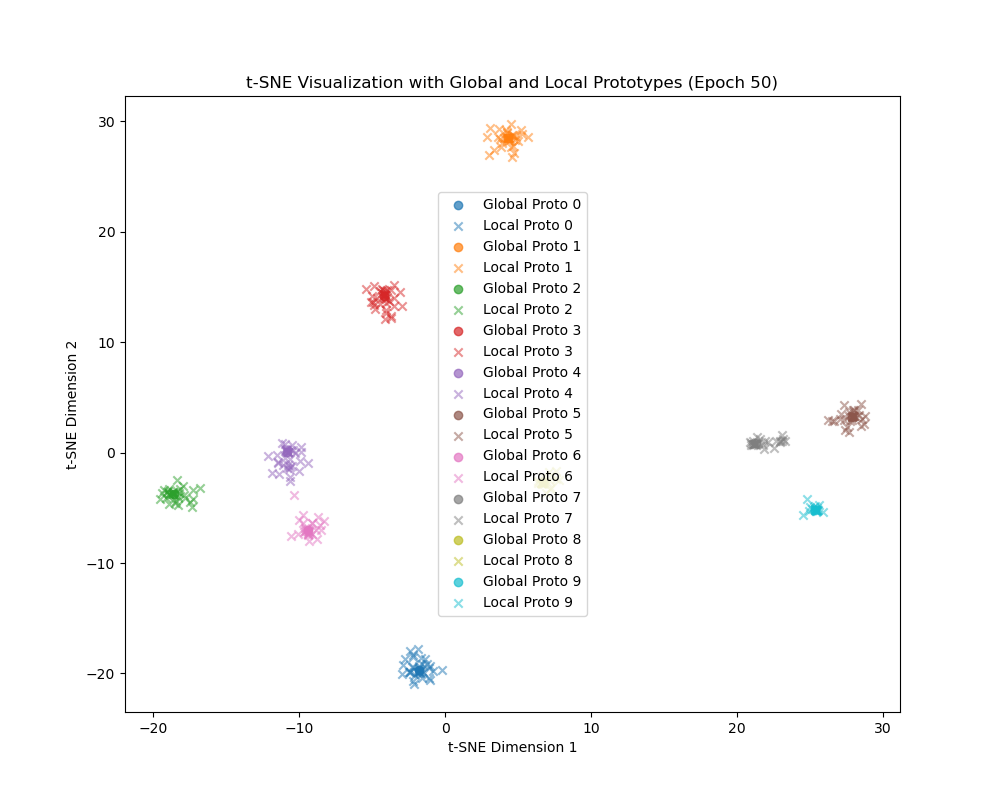 t-SNE Visualization with Global and Local Prototypes (Epoch 50)
30
20
10
0
−10
−20
t-SNE Dimension 2
Global Proto 0
Local Proto 0
Global Proto 1
Local Proto 1
Global Proto 2
Local Proto 2
Global Proto 3
Local Proto 3
Global Proto 4
Local Proto 4
Global Proto 5
Local Proto 5
Global Proto 6
Local Proto 6
Global Proto 7
Local Proto 7
Global Proto 8
Local Proto 8
Global Proto 9
Local Proto 9
−20 −10 0 10 20 30
t-SNE Dimension 1